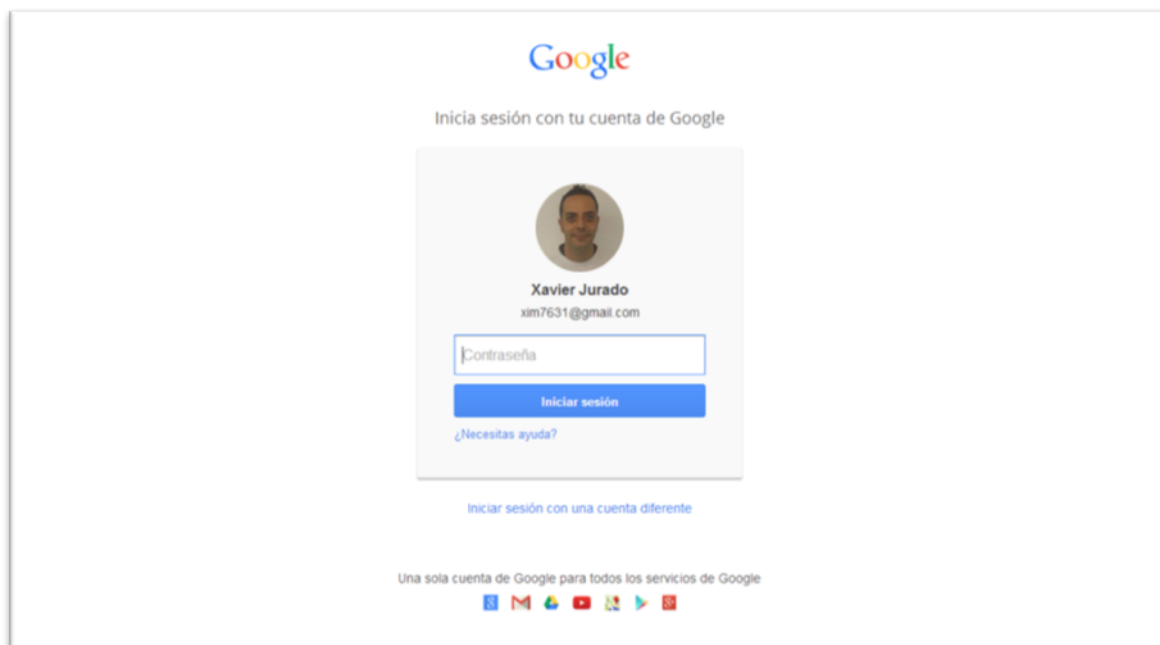 Google
Inicia sesión con tu cuenta de Google
Xavier Jurado
xim7631@gmail.com
Contraseña
Iniciar sesión
¿Necesitas ayuda?
Iniciar sesión con una cuenta diferente
Una sola cuenta de Google para todos los servicios de Google